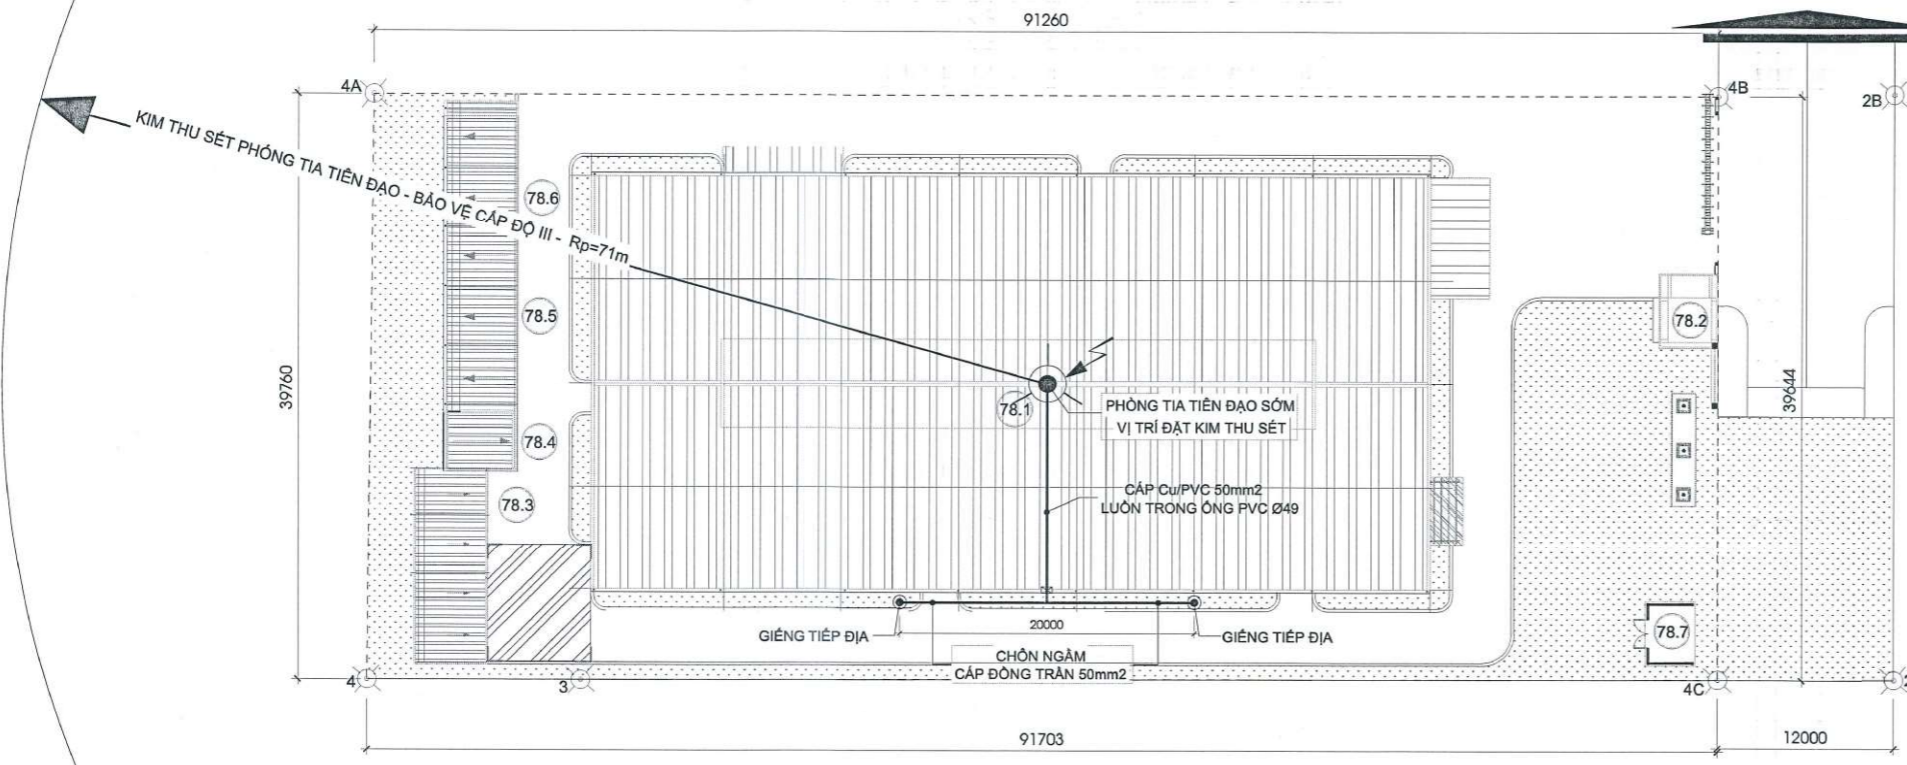 91260
4A
4B
2B
KIM THU SÉT PHÓNG TIA TIÊN ĐẠO - BẢO VỆ CẤP ĐỘ III - Rp=71m
78.6
78.5
78.2
39760
39644
78.1
PHÓNG TIA TIÊN ĐẠO SỚM
VỊ TRÍ ĐẶT KIM THU SÉT
78.4
CÁP Cu/PVC 50mm2
LUỒN TRONG ỐNG PVC Ø49
78.3
GIẾNG TIẾP ĐỊA
20000
GIẾNG TIẾP ĐỊA
78.7
CHÔN NGẦM
CÁP ĐỒNG TRẦN 50mm2
4
3
4C
2
91703
12000